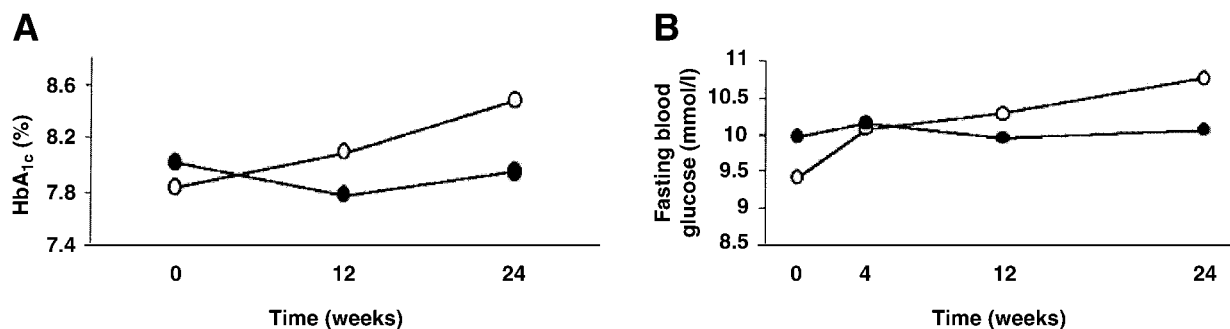 A
HbA1c (%)
8.6
8.2
7.8
7.4
0 12 24
Time (weeks)
B
Fasting blood
glucose (mmol/l)
11
10.5
10
9.5
9
8.5
0 4 12 24
Time (weeks)